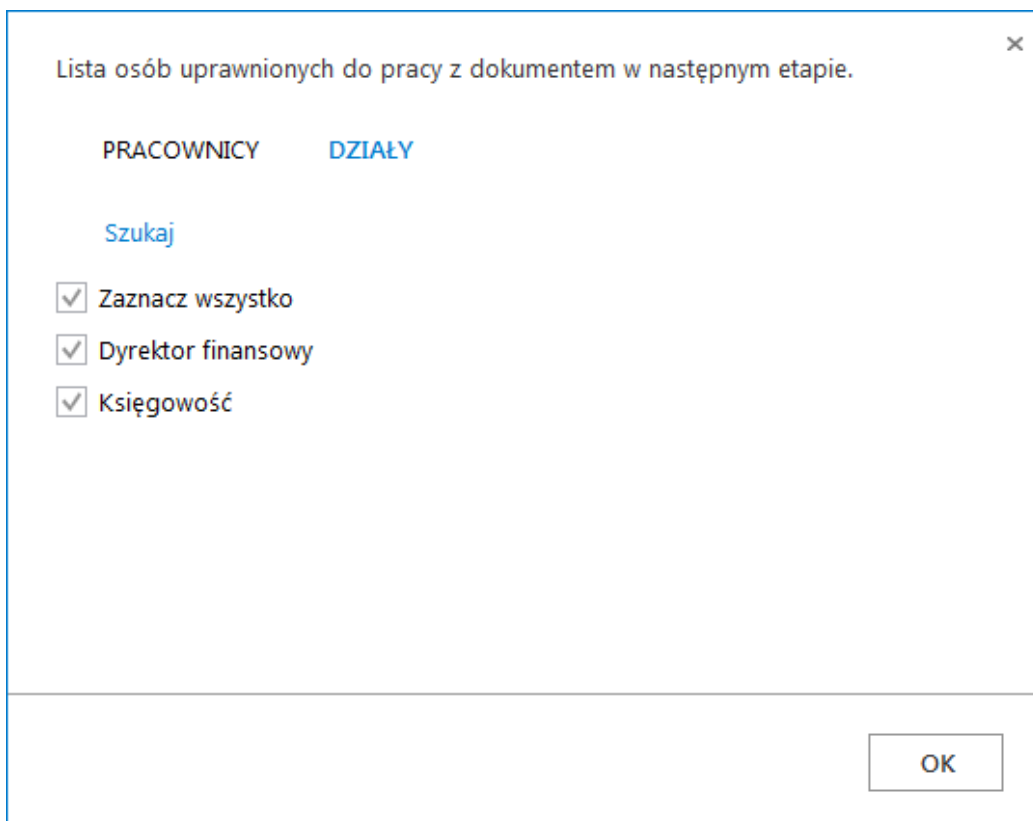 Lista osób uprawnionych do pracy z dokumentem w następnym etapie.
PRACOWNICY DZIAŁY
Szukaj
Zaznacz wszystko
Dyrektor finansowy
Księgowość
OK